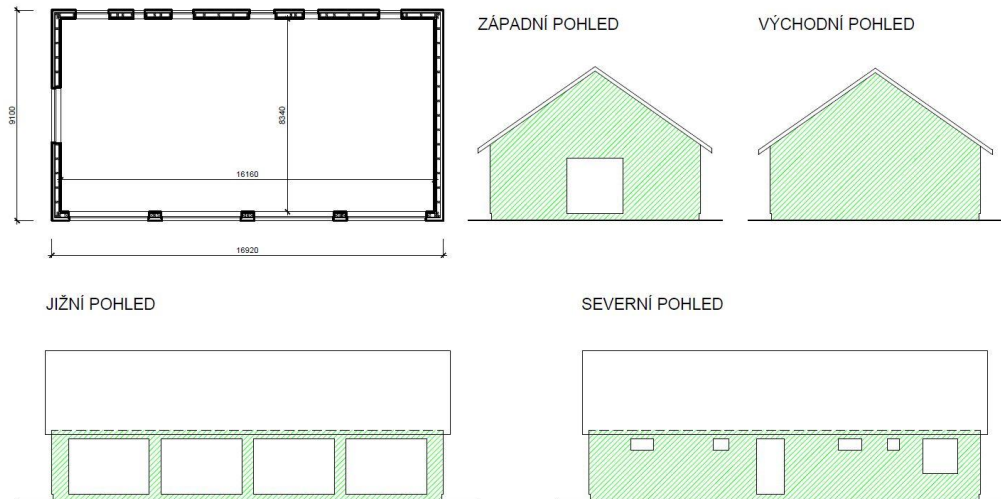 ZÁPADNÍ POHLED
VÝCHODNÍ POHLED
9100
8340
16160
16920
JIŽNÍ POHLED
SEVERNÍ POHLED